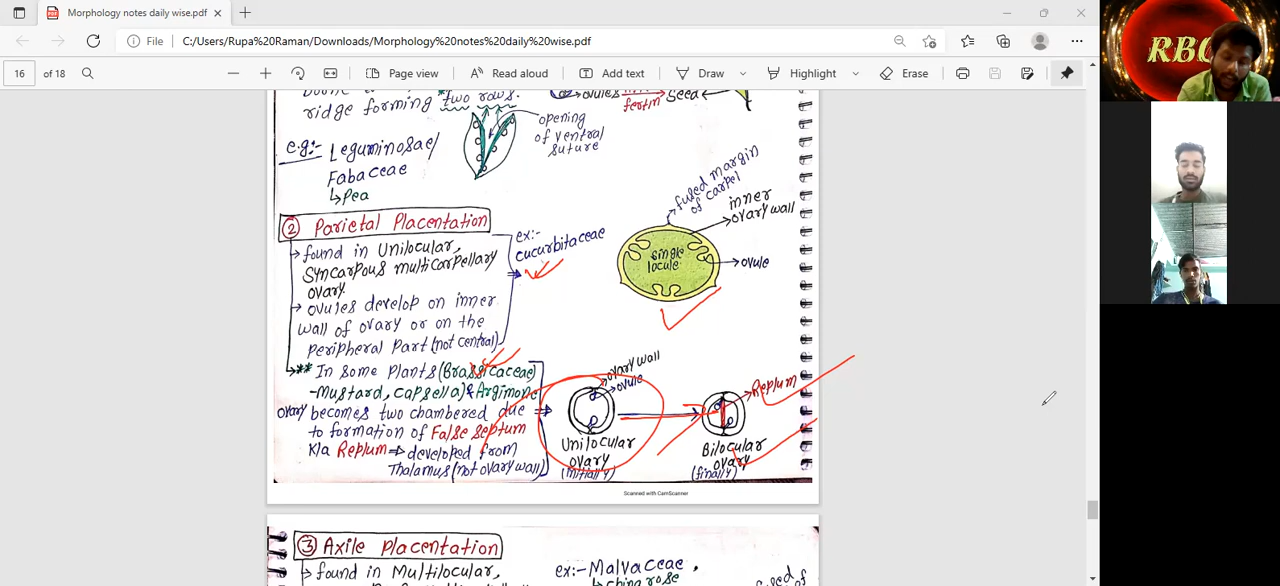 Morphology notes daily wise.pdf
File
C:/Users/Rupa%20Raman/Downloads/Morphology%20notes%20daily%20wise.pdf
16 of 18
Page view
Read aloud
Add text
Draw
Highlight
Erase
RBC
ridge forming two rows.
ovules
fertin
Seed
opening
of ventral
suture
e.g:- Leguminosae/
Fabaceae
↳ Pea
② Parietal Placentation
→ found in Unilocular,
Syncarpous multicarpellary
ovary.
→ ovules develop on inner
wall of ovary or on the
peripheral part (not central)
ex:-
cucurbitaceae
fused margin
of carpel
inner
ovary wall
single
locule
ovule
** In some plants (Brassicaceae)
-Mustard, capsella) & Argimone
ovary becomes two chambered due
to formation of False septum
K/a Replum ⇒ developed from
Thalamus (not ovary wall)
ovary wall
ovule
Unilocular
ovary
(initially)
Replum
Bilocular
ovary
(finally)
Scanned with CamScanner
③ Axile Placentation
→ found in Multilocular,
ex:- Malvaceae,
↳ china rose
fused of